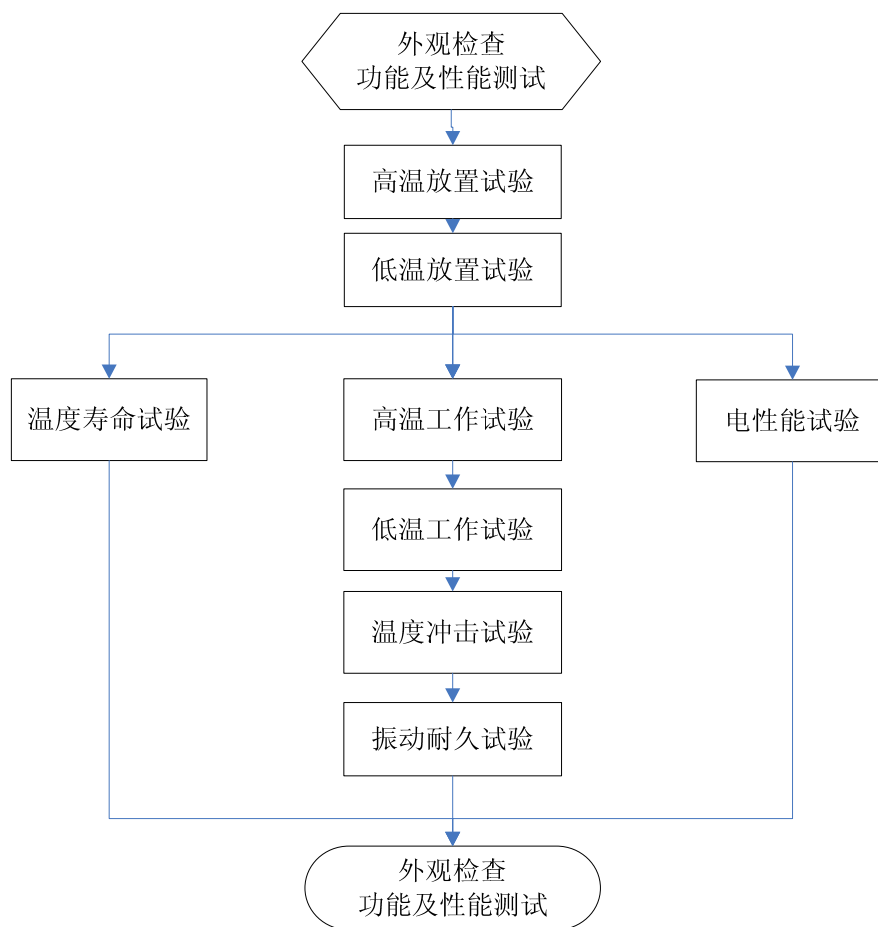 外观检查
功能及性能测试
高温放置试验
低温放置试验
温度寿命试验
高温工作试验
电性能试验
低温工作试验
温度冲击试验
振动耐久试验
外观检查
功能及性能测试